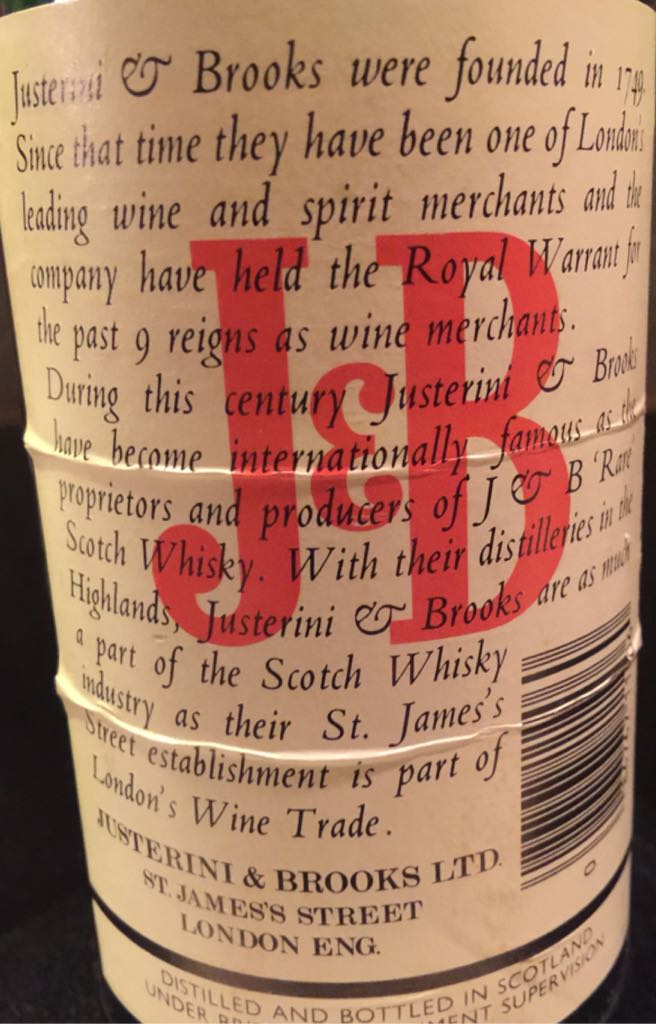 Justerini & Brooks were founded in 1749.
Since that time they have been one of London's
leading wine and spirit merchants and the
company have held the Royal Warrant for
the past 9 reigns as wine merchants.
During this century Justerini & Brooks
have become internationally famous as the
proprietors and producers of J & B 'Rare'
Scotch Whisky. With their distilleries in the
Highlands, Justerini & Brooks are as much
a part of the Scotch Whisky
industry as their St. James's
Street establishment is part of
London's Wine Trade.
J&B
JUSTERINI & BROOKS LTD.
ST. JAMES'S STREET
LONDON ENG.
0
DISTILLED AND BOTTLED IN SCOTLAND
UNDER SUPERVISION